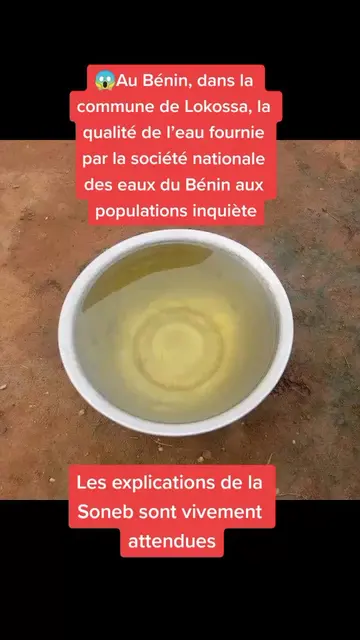 😱Au Bénin, dans la
commune de Lokossa, la
qualité de l’eau fournie
par la société nationale
des eaux du Bénin aux
populations inquiète
Les explications de la
Soneb sont vivement
attendues